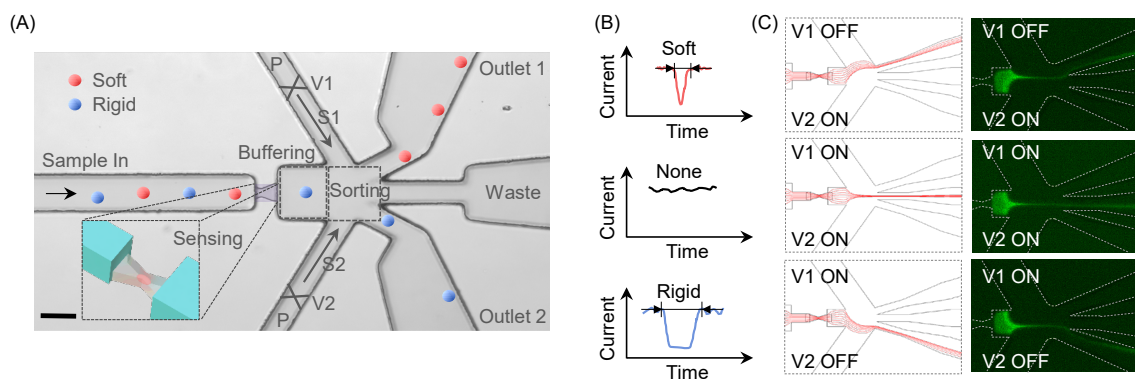 (A)
Soft
Rigid
P
V1
S1
Outlet 1
Sample In
Buffering
Sorting
Waste
Sensing
S2
V2
P
Outlet 2
(B)
Soft
Current
Time
None
Current
Time
Rigid
Current
Time
(C)
V1 OFF
V2 ON
V1 OFF
V2 ON
V1 ON
V2 ON
V1 ON
V2 ON
V1 ON
V2 OFF
V1 ON
V2 OFF